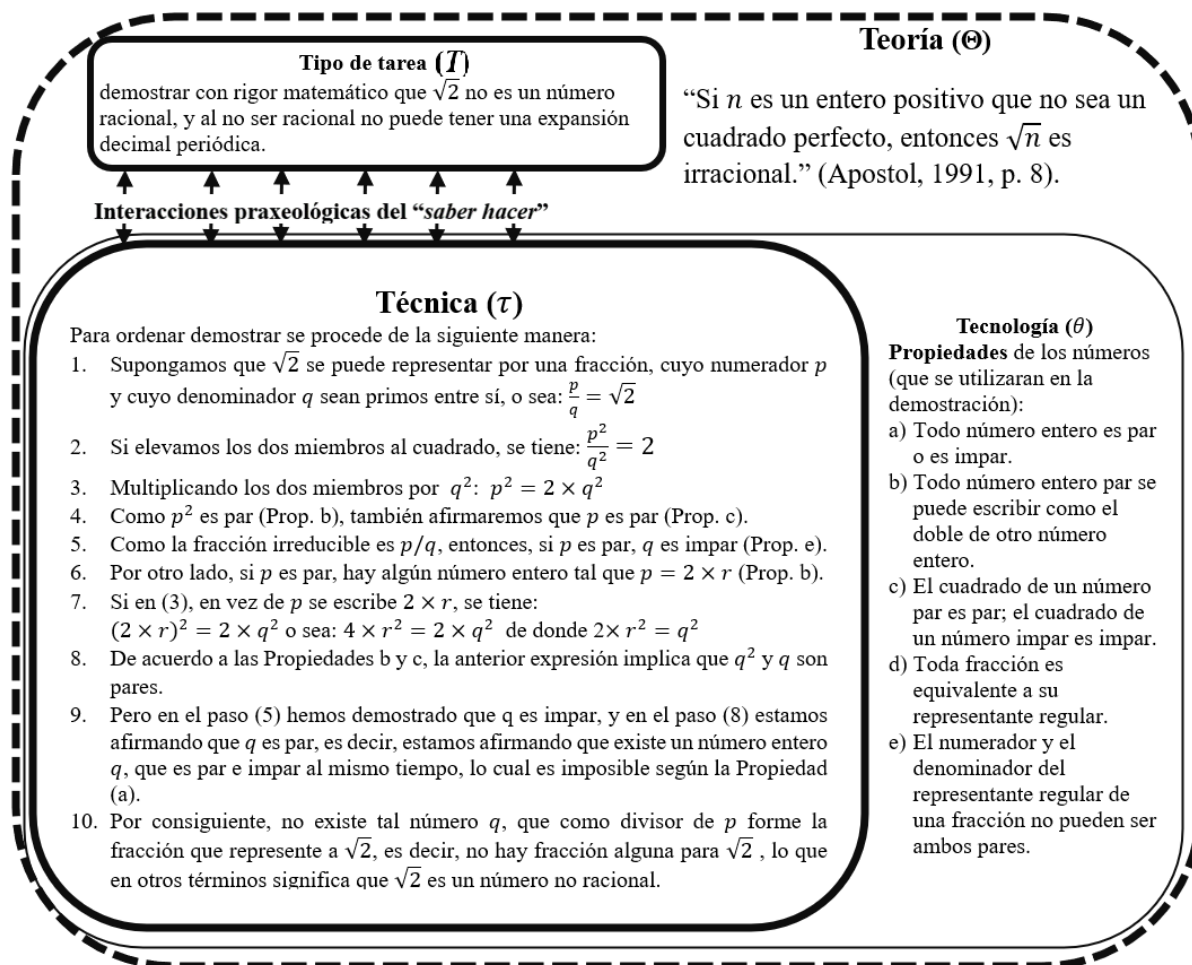 Tipo de tarea (T)
demostrar con rigor matemático que √2 no es un número
racional, y al no ser racional no puede tener una expansión
decimal periódica.
Teoría (Θ)
“Si n es un entero positivo que no sea un
cuadrado perfecto, entonces √n es
irracional.” (Apostol, 1991, p. 8).
Interacciones praxeológicas del “saber hacer”
Técnica (τ)
Para ordenar demostrar se procede de la siguiente manera:
1. Supongamos que √2 se puede representar por una fracción, cuyo numerador p
y cuyo denominador q sean primos entre sí, o sea: p/q = √2
2. Si elevamos los dos miembros al cuadrado, se tiene: p²/q² = 2
3. Multiplicando los dos miembros por q²: p² = 2 × q²
4. Como p² es par (Prop. b), también afirmaremos que p es par (Prop. c).
5. Como la fracción irreducible es p/q, entonces, si p es par, q es impar (Prop. e).
6. Por otro lado, si p es par, hay algún número entero tal que p = 2 × r (Prop. b).
7. Si en (3), en vez de p se escribe 2 × r, se tiene:
(2 × r)² = 2 × q² o sea: 4 × r² = 2 × q² de donde 2× r² = q²
8. De acuerdo a las Propiedades b y c, la anterior expresión implica que q² y q son
pares.
9. Pero en el paso (5) hemos demostrado que q es impar, y en el paso (8) estamos
afirmando que q es par, es decir, estamos afirmando que existe un número entero
q, que es par e impar al mismo tiempo, lo cual es imposible según la Propiedad
(a).
10. Por consiguiente, no existe tal número q, que como divisor de p forme la
fracción que represente a √2, es decir, no hay fracción alguna para √2 , lo que
en otros términos significa que √2 es un número no racional.
Tecnología (θ)
Propiedades de los números
(que se utilizaran en la
demostración):
a) Todo número entero es par
o es impar.
b) Todo número entero par se
puede escribir como el
doble de otro número
entero.
c) El cuadrado de un número
par es par; el cuadrado de
un número impar es impar.
d) Toda fracción es
equivalente a su
representante regular.
e) El numerador y el
denominador del
representante regular de
una fracción no pueden ser
ambos pares.